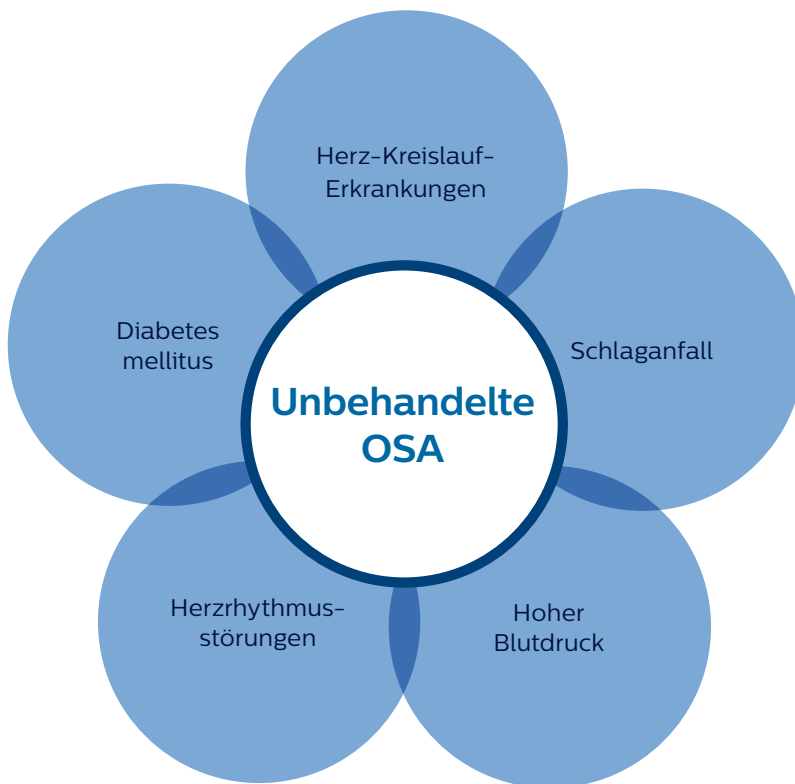 Herz-Kreislauf-
Erkrankungen
Diabetes
mellitus
Schlaganfall
Unbehandelte
OSA
Herzrhythmus-
störungen
Hoher
Blutdruck